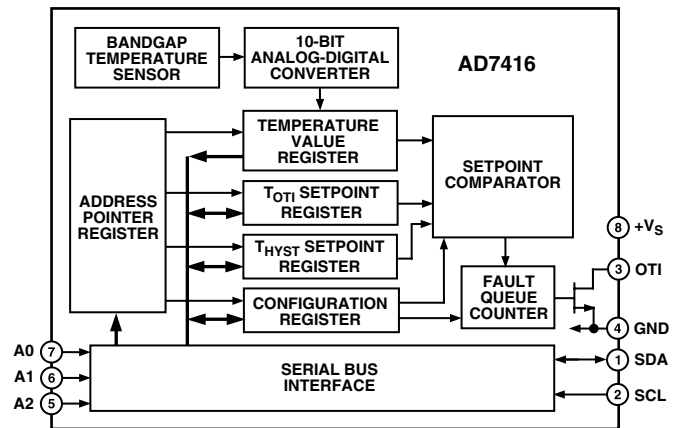 BANDGAP
TEMPERATURE
SENSOR
10-BIT
ANALOG-DIGITAL
CONVERTER
AD7416
ADDRESS
POINTER
REGISTER
TEMPERATURE
VALUE
REGISTER
TOTI SETPOINT
REGISTER
THYST SETPOINT
REGISTER
CONFIGURATION
REGISTER
SETPOINT
COMPARATOR
FAULT
QUEUE
COUNTER
SERIAL BUS
INTERFACE
A0 7
A1 6
A2 5
8 +VS
3 OTI
4 GND
1 SDA
2 SCL